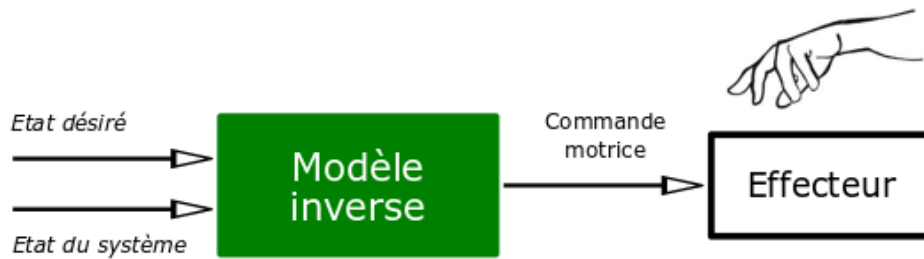 Etat désiré
Etat du système
Modèle
inverse
Commande
motrice
Effecteur